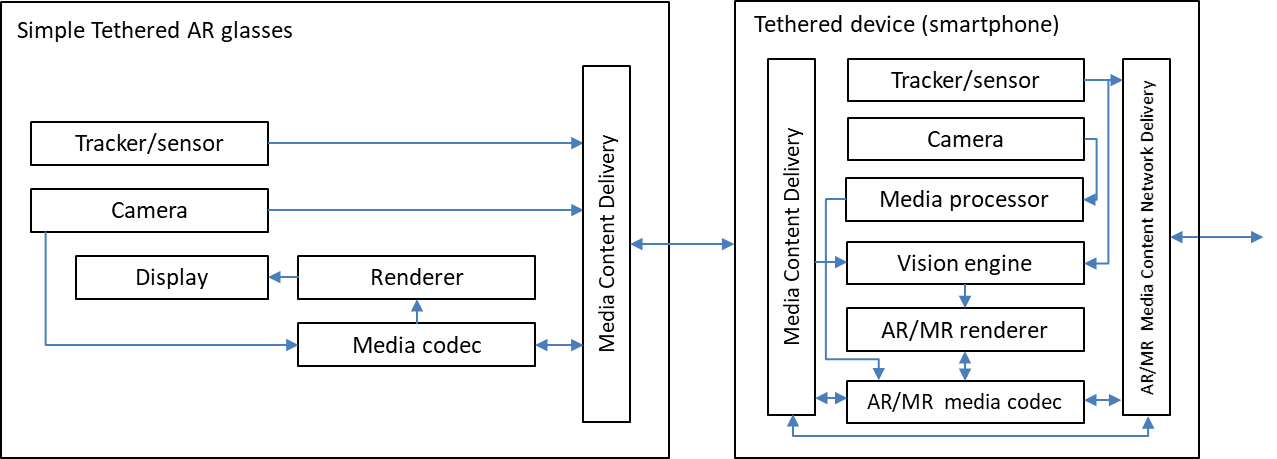 Simple Tethered AR glasses
Tracker/sensor
Camera
Display
Renderer
Media codec
Media Content Delivery
Tethered device (smartphone)
Media Content Delivery
Tracker/sensor
Camera
Media processor
Vision engine
AR/MR renderer
AR/MR media codec
AR/MR Media Content Network Delivery